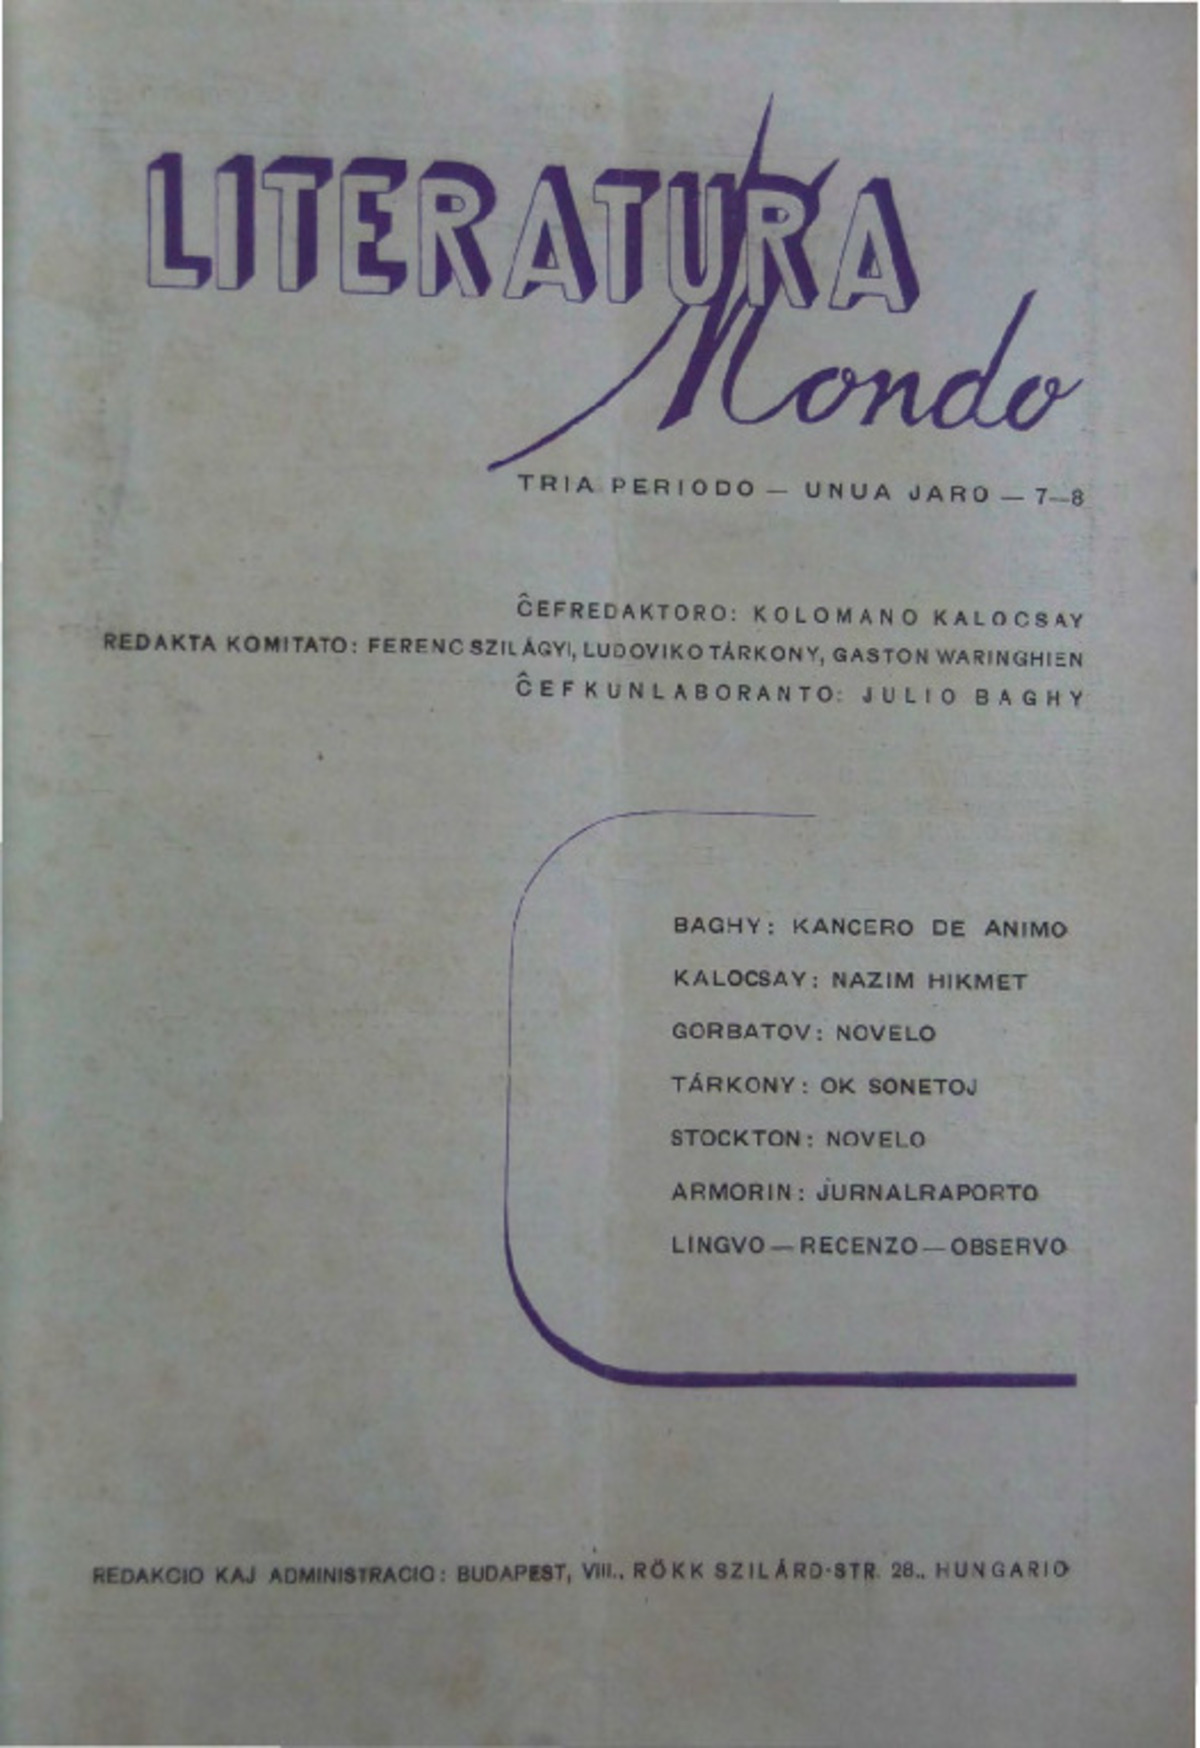 LITERATURA
Mondo
TRIA PERIODO — UNUA JARO — 7—8
ĈEFREDAKTORO: KOLOMANO KALOCSAY
REDAKTA KOMITATO: FERENC SZILÁGYI, LUDOVIKO TÁRKONY, GASTON WARINGHIEN
ĈEFKUNLABORANTO: JULIO BAGHY
BAGHY: KANCERO DE ANIMO
KALOCSAY: NAZIM HIKMET
GORBATOV: NOVELO
TÁRKONY: OK SONETOJ
STOCKTON: NOVELO
ARMORIN: ĴURNALRAPORTO
LINGVO — RECENZO — OBSERVO
REDAKCIO KAJ ADMINISTRACIO: BUDAPEST, VIII., RÖKK SZILÁRD-STR. 28., HUNGARIO